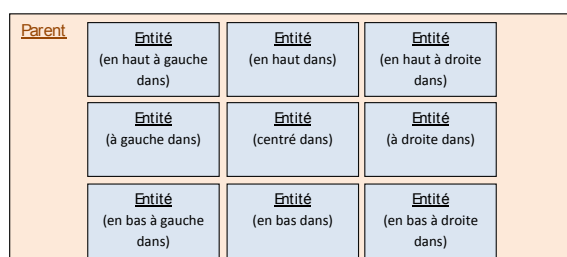 Parent
Entité
(en haut à gauche
dans)
Entité
(en haut dans)
Entité
(en haut à droite
dans)
Entité
(à gauche dans)
Entité
(centré dans)
Entité
(à droite dans)
Entité
(en bas à gauche
dans)
Entité
(en bas dans)
Entité
(en bas à droite
dans)